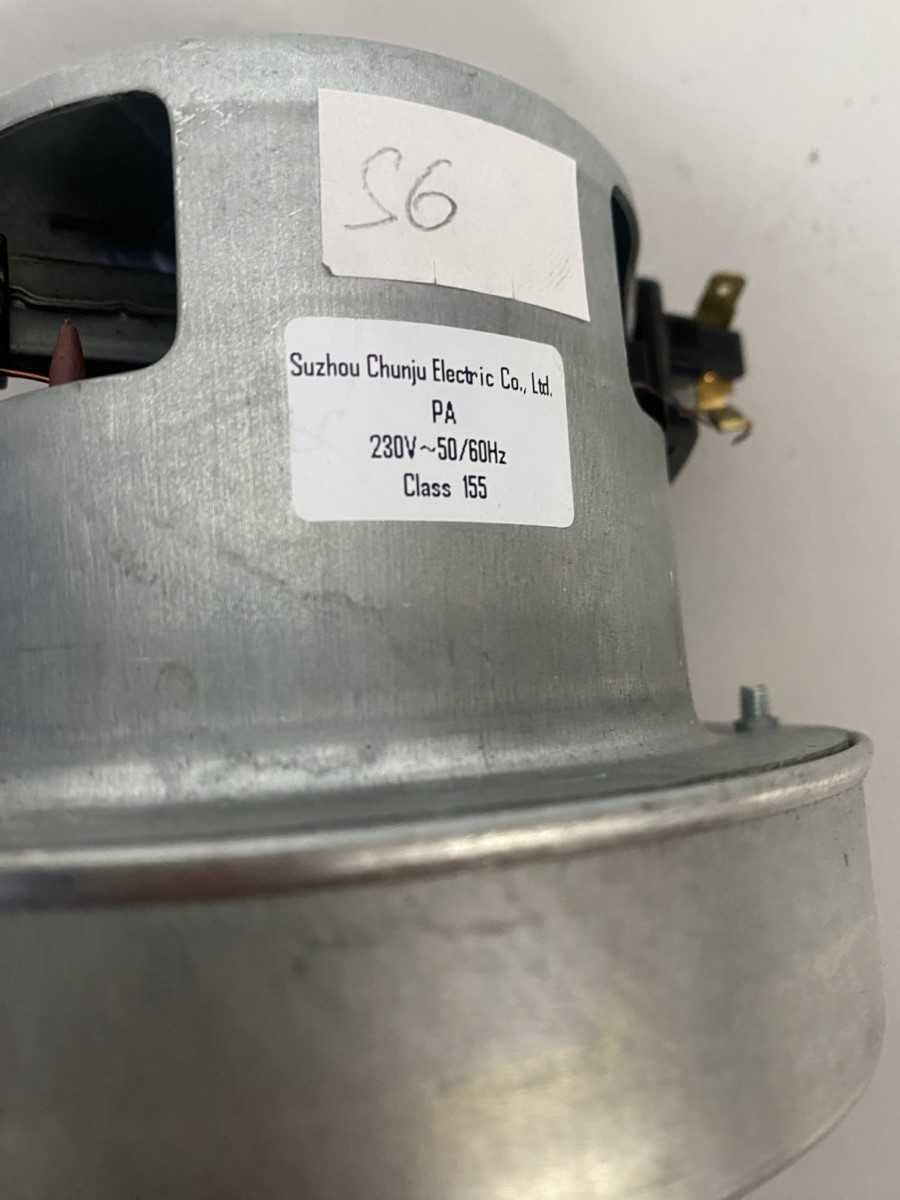 S6
Suzhou Chunju Electric Co., Ltd.
PA
230V~50/60Hz
Class 155